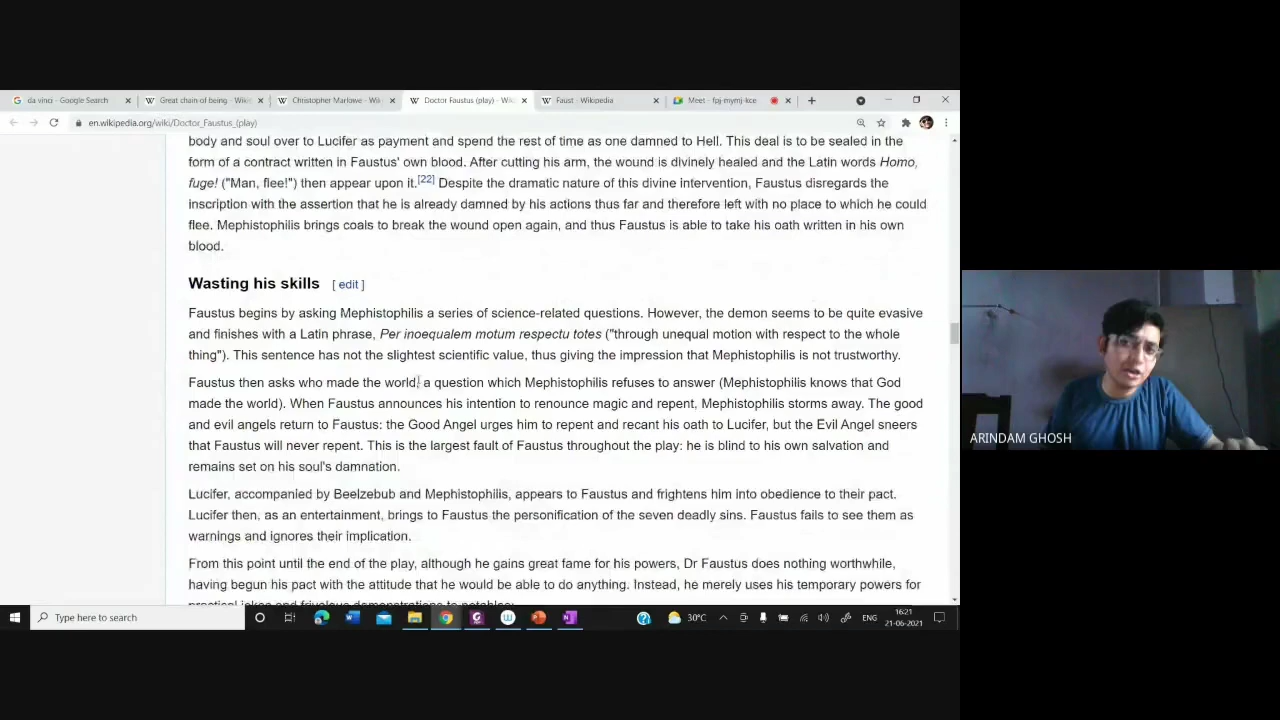 da vinci - Google Search
Great chain of being - Wiki
Christopher Marlowe - Wiki
Doctor Faustus (play) - Wiki
Faust - Wikipedia
Meet - fpj-mymj-kce
en.wikipedia.org/wiki/Doctor_Faustus_(play)
body and soul over to Lucifer as payment and spend the rest of time as one damned to Hell. This deal is to be sealed in the
form of a contract written in Faustus' own blood. After cutting his arm, the wound is divinely healed and the Latin words Homo,
fuge! ("Man, flee!") then appear upon it.[22] Despite the dramatic nature of this divine intervention, Faustus disregards the
inscription with the assertion that he is already damned by his actions thus far and therefore left with no place to which he could
flee. Mephistophilis brings coals to break the wound open again, and thus Faustus is able to take his oath written in his own
blood.
Wasting his skills [ edit ]
Faustus begins by asking Mephistophilis a series of science-related questions. However, the demon seems to be quite evasive
and finishes with a Latin phrase, Per inoequalem motum respectu totes ("through unequal motion with respect to the whole
thing"). This sentence has not the slightest scientific value, thus giving the impression that Mephistophilis is not trustworthy.
Faustus then asks who made the world, a question which Mephistophilis refuses to answer (Mephistophilis knows that God
made the world). When Faustus announces his intention to renounce magic and repent, Mephistophilis storms away. The good
and evil angels return to Faustus: the Good Angel urges him to repent and recant his oath to Lucifer, but the Evil Angel sneers
that Faustus will never repent. This is the largest fault of Faustus throughout the play: he is blind to his own salvation and
remains set on his soul's damnation.
Lucifer, accompanied by Beelzebub and Mephistophilis, appears to Faustus and frightens him into obedience to their pact.
Lucifer then, as an entertainment, brings to Faustus the personification of the seven deadly sins. Faustus fails to see them as
warnings and ignores their implication.
From this point until the end of the play, although he gains great fame for his powers, Dr Faustus does nothing worthwhile,
having begun his pact with the attitude that he would be able to do anything. Instead, he merely uses his temporary powers for
practical jokes and frivolous demonstrations to notables:
ARINDAM GHOSH
Type here to search
30°C
ENG
16:21
21-06-2021